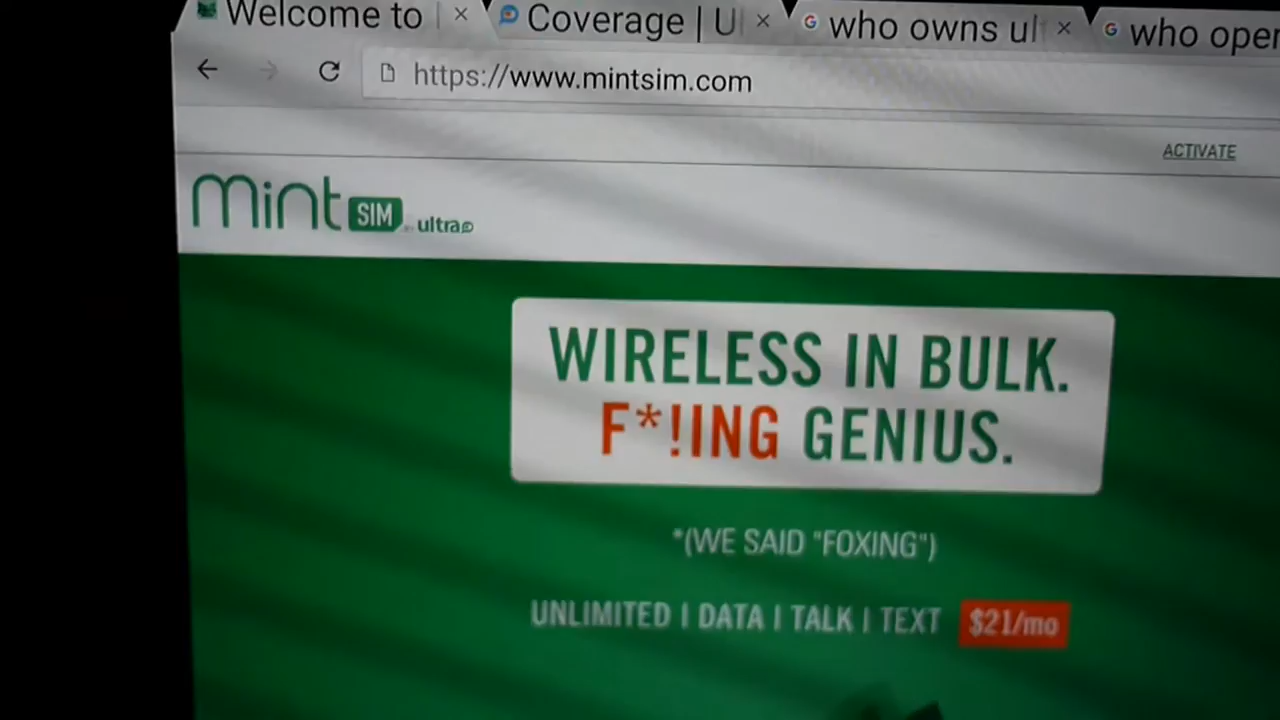 Welcome to
Coverage | U
who owns ul
who oper
https://www.mintsim.com
ACTIVATE
mint SIM
ultra
WIRELESS IN BULK.
F*!ING GENIUS.
*(WE SAID "FOXING")
UNLIMITED | DATA | TALK | TEXT $21/mo